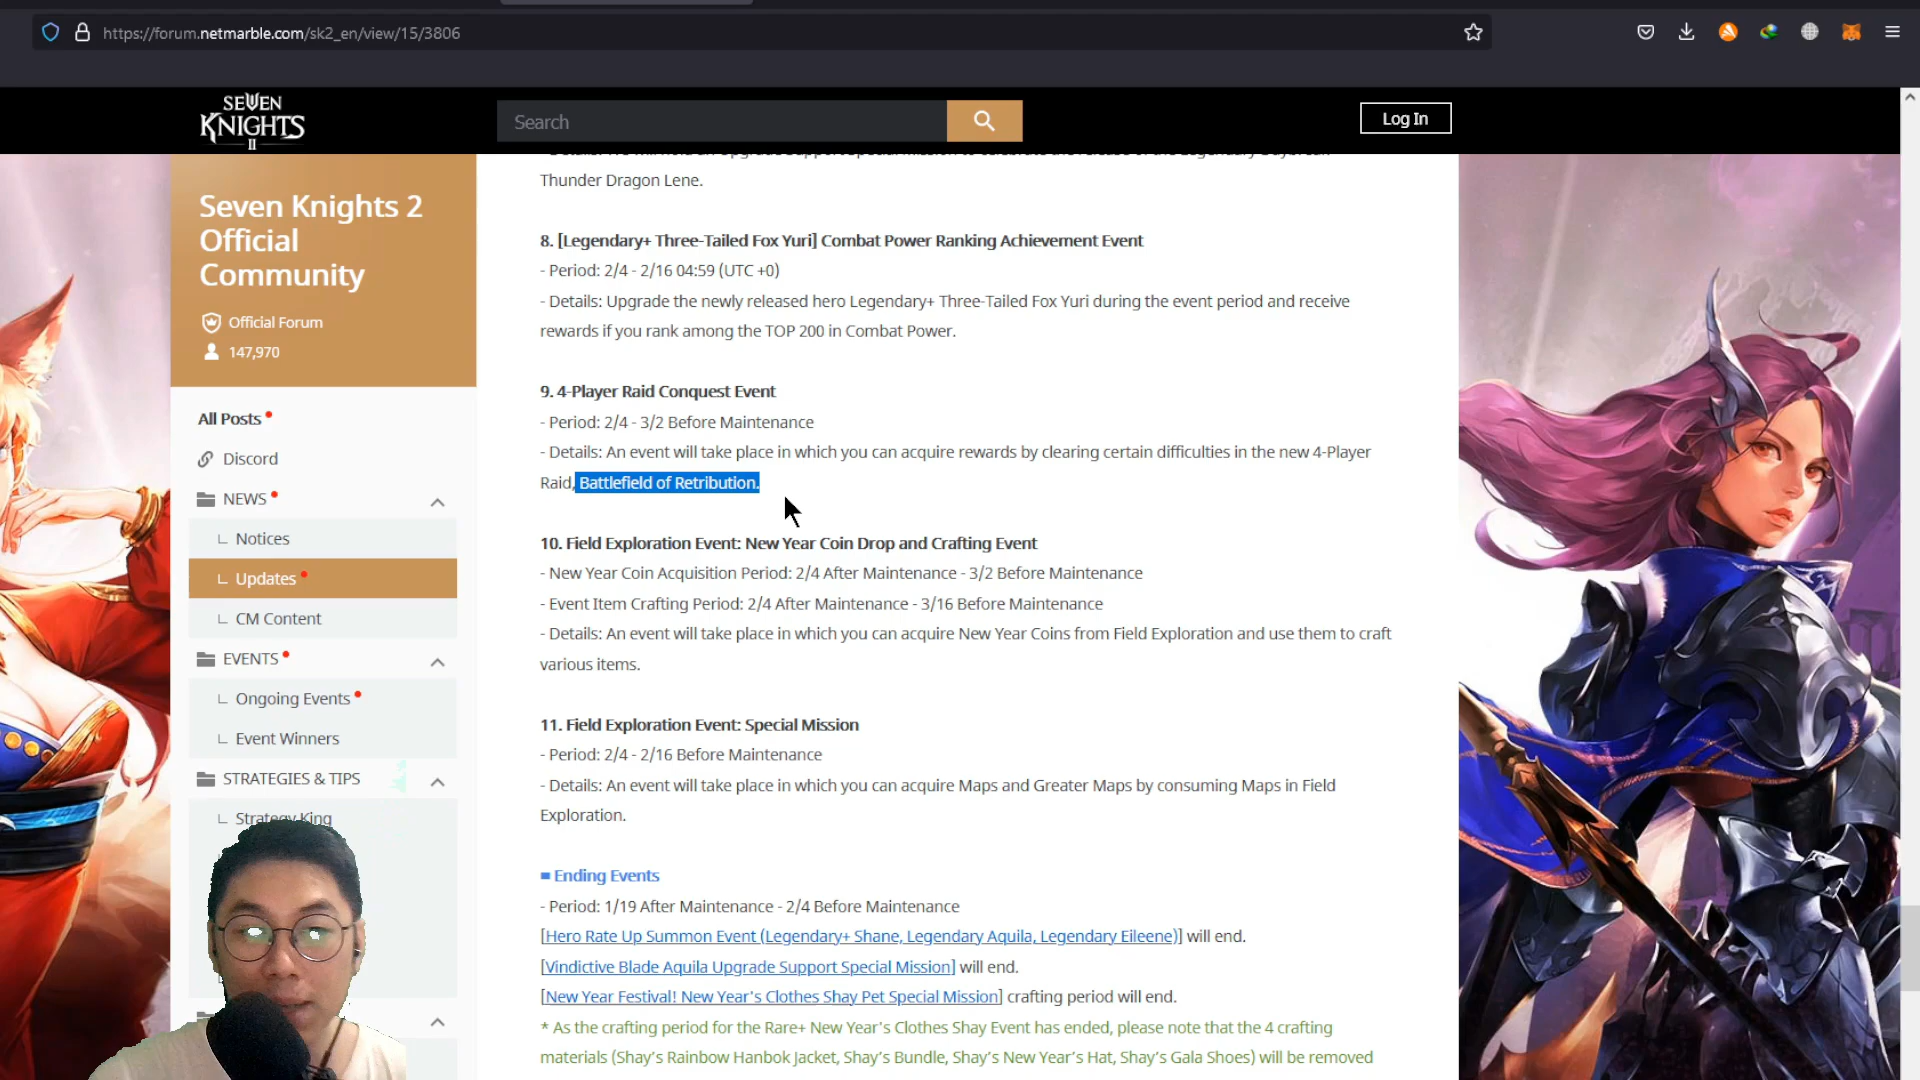 https://forum.netmarble.com/sk2_en/view/15/3806
SEVEN
KNIGHTS
II
Search
Log In
Seven Knights 2
Official
Community
Official Forum
147,970
All Posts
Discord
NEWS
Notices
Updates
CM Content
EVENTS
Ongoing Events
Event Winners
STRATEGIES & TIPS
Strategy King
Thunder Dragon Lene.
8. [Legendary+ Three-Tailed Fox Yuri] Combat Power Ranking Achievement Event
- Period: 2/4 - 2/16 04:59 (UTC +0)
- Details: Upgrade the newly released hero Legendary+ Three-Tailed Fox Yuri during the event period and receive
rewards if you rank among the TOP 200 in Combat Power.
9. 4-Player Raid Conquest Event
- Period: 2/4 - 3/2 Before Maintenance
- Details: An event will take place in which you can acquire rewards by clearing certain difficulties in the new 4-Player
Raid, Battlefield of Retribution.
10. Field Exploration Event: New Year Coin Drop and Crafting Event
- New Year Coin Acquisition Period: 2/4 After Maintenance - 3/2 Before Maintenance
- Event Item Crafting Period: 2/4 After Maintenance - 3/16 Before Maintenance
- Details: An event will take place in which you can acquire New Year Coins from Field Exploration and use them to craft
various items.
11. Field Exploration Event: Special Mission
- Period: 2/4 - 2/16 Before Maintenance
- Details: An event will take place in which you can acquire Maps and Greater Maps by consuming Maps in Field
Exploration.
■ Ending Events
- Period: 1/19 After Maintenance - 2/4 Before Maintenance
[Hero Rate Up Summon Event (Legendary+ Shane, Legendary Aquila, Legendary Eileene)] will end.
[Vindictive Blade Aquila Upgrade Support Special Mission] will end.
[New Year Festival! New Year's Clothes Shay Pet Special Mission] crafting period will end.
* As the crafting period for the Rare+ New Year's Clothes Shay Event has ended, please note that the 4 crafting
materials (Shay's Rainbow Hanbok Jacket, Shay's Bundle, Shay's New Year's Hat, Shay's Gala Shoes) will be removed